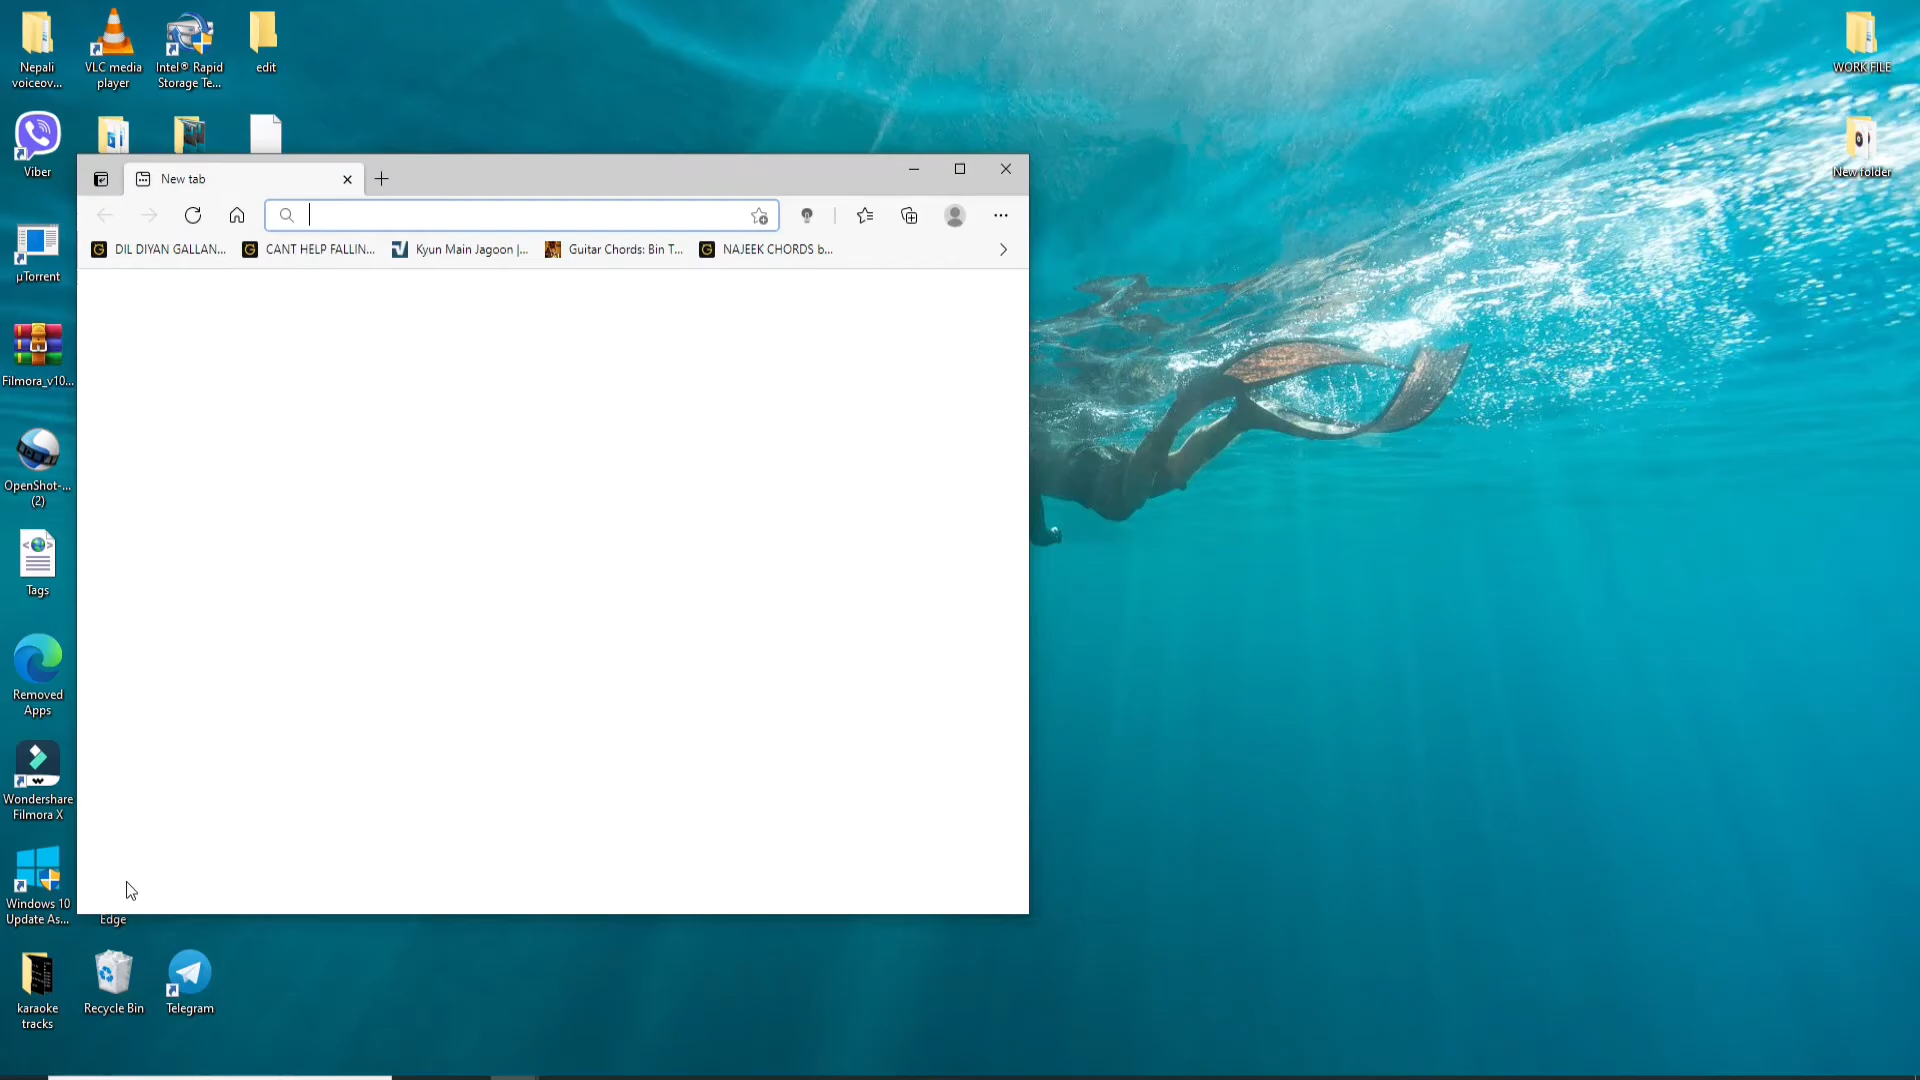 Nepali
voiceov...
VLC media
player
Intel® Rapid
Storage Te...
edit
WORK FILE
Viber
New folder
New tab
DIL DIYAN GALLAN...
CANT HELP FALLIN...
Kyun Main Jagoon |...
Guitar Chords: Bin T...
NAJEEK CHORDS b...
µTorrent
Filmora_v10...
OpenShot-...
(2)
Tags
Removed
Apps
Wondershare
Filmora X
Windows 10
Update As...
Edge
karaoke
tracks
Recycle Bin
Telegram